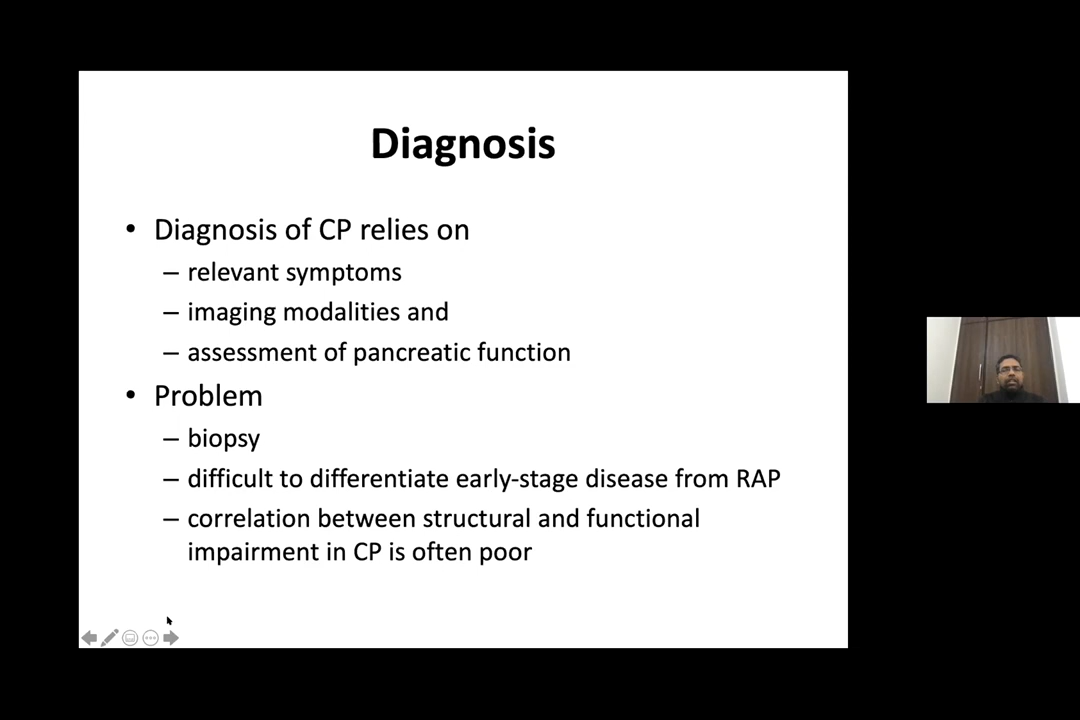 Diagnosis
• Diagnosis of CP relies on
– relevant symptoms
– imaging modalities and
– assessment of pancreatic function
• Problem
– biopsy
– difficult to differentiate early-stage disease from RAP
– correlation between structural and functional
impairment in CP is often poor